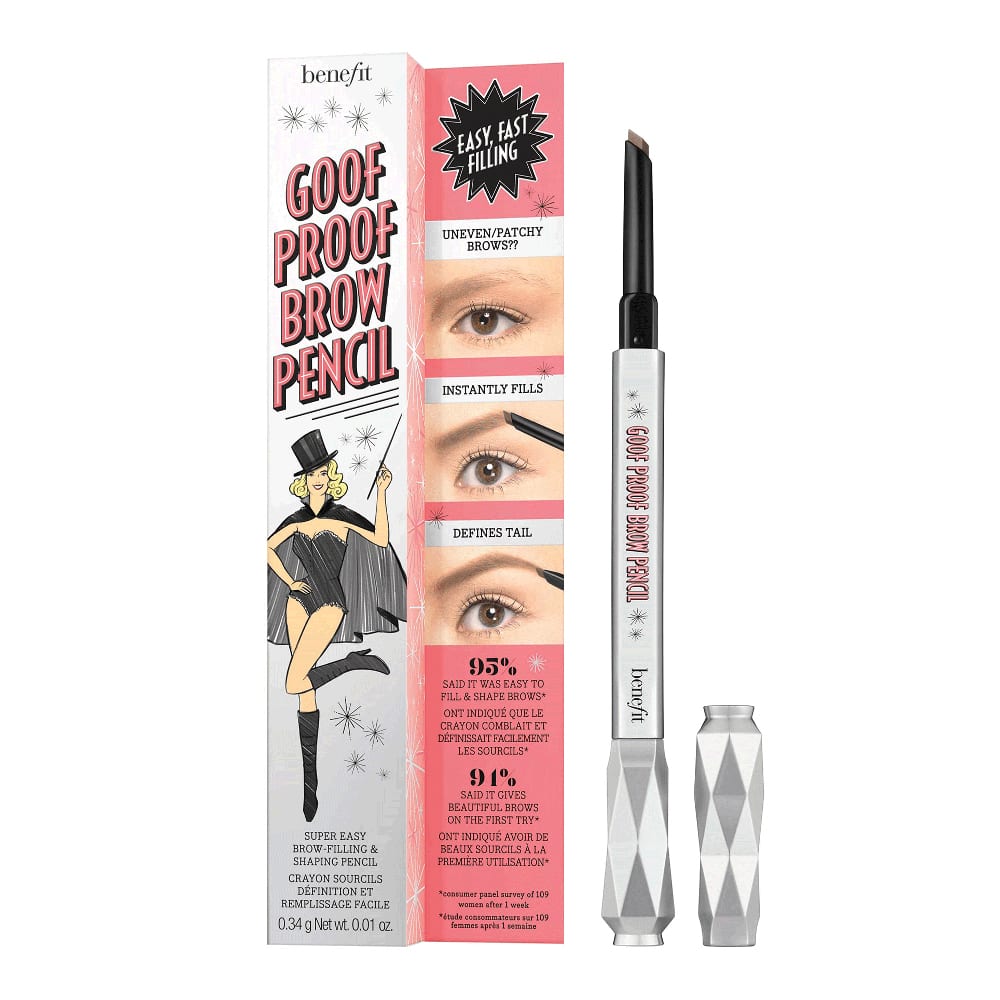 benefit
GOOF
PROOF
BROW
PENCIL
SUPER EASY
BROW-FILLING &
SHAPING PENCIL
CRAYON SOURCILS
DÉFINITION ET
REMPLISSAGE FACILE
0.34 g Net wt. 0.01 oz.
EASY, FAST
FILLING
UNEVEN/PATCHY
BROWS??
INSTANTLY FILLS
DEFINES TAIL
95%
SAID IT WAS EASY TO
FILL & SHAPE BROWS*
ONT INDIQUÉ QUE LE
CRAYON COMBLAIT ET
DÉFINISSAIT FACILEMENT
LES SOURCILS*
91%
SAID IT GIVES
BEAUTIFUL BROWS
ON THE FIRST TRY*
ONT INDIQUÉ AVOIR DE
BEAUX SOURCILS À LA
PREMIÈRE UTILISATION*
*consumer panel survey of 109
women after 1 week
*étude consommateurs sur 109
femmes après 1 semaine
GOOF PROOF BROW PENCIL
benefit